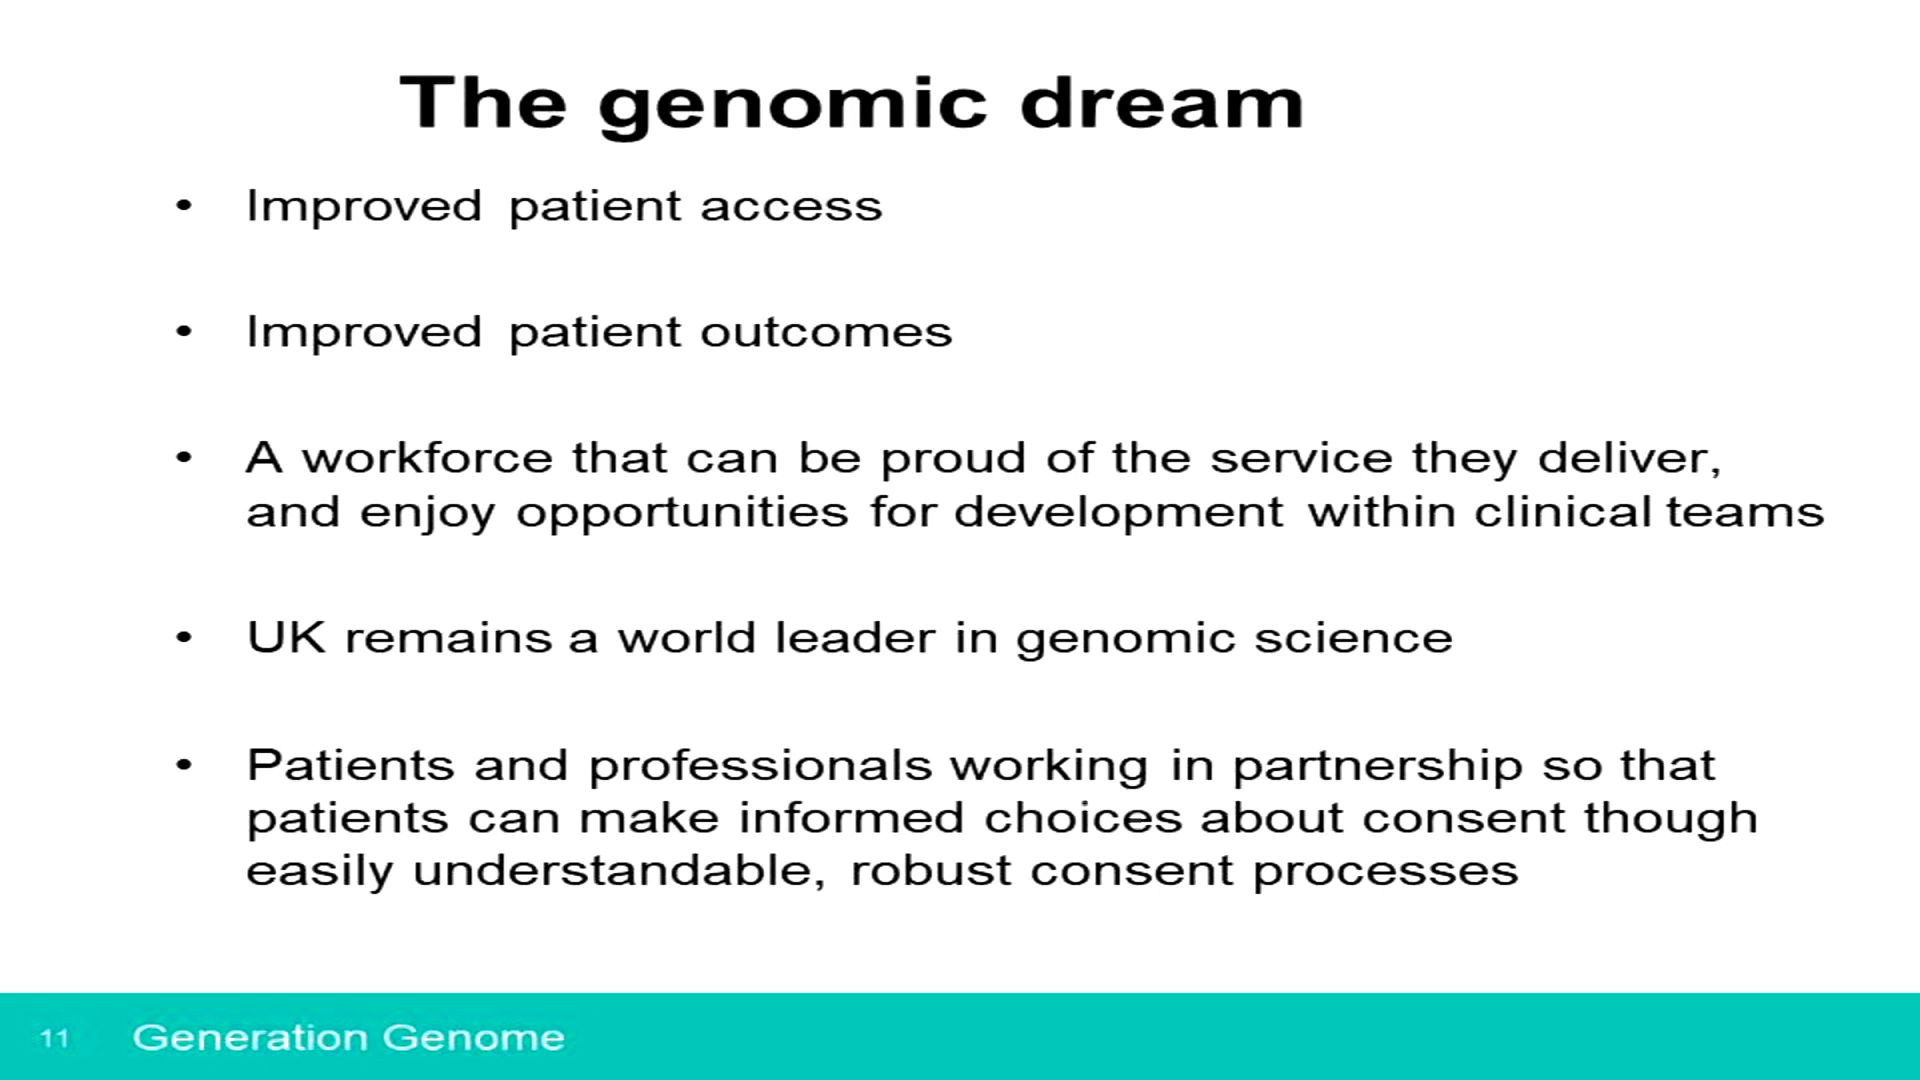 The genomic dream
• Improved patient access
• Improved patient outcomes
• A workforce that can be proud of the service they deliver,
and enjoy opportunities for development within clinical teams
• UK remains a world leader in genomic science
• Patients and professionals working in partnership so that
patients can make informed choices about consent though
easily understandable, robust consent processes
11 Generation Genome